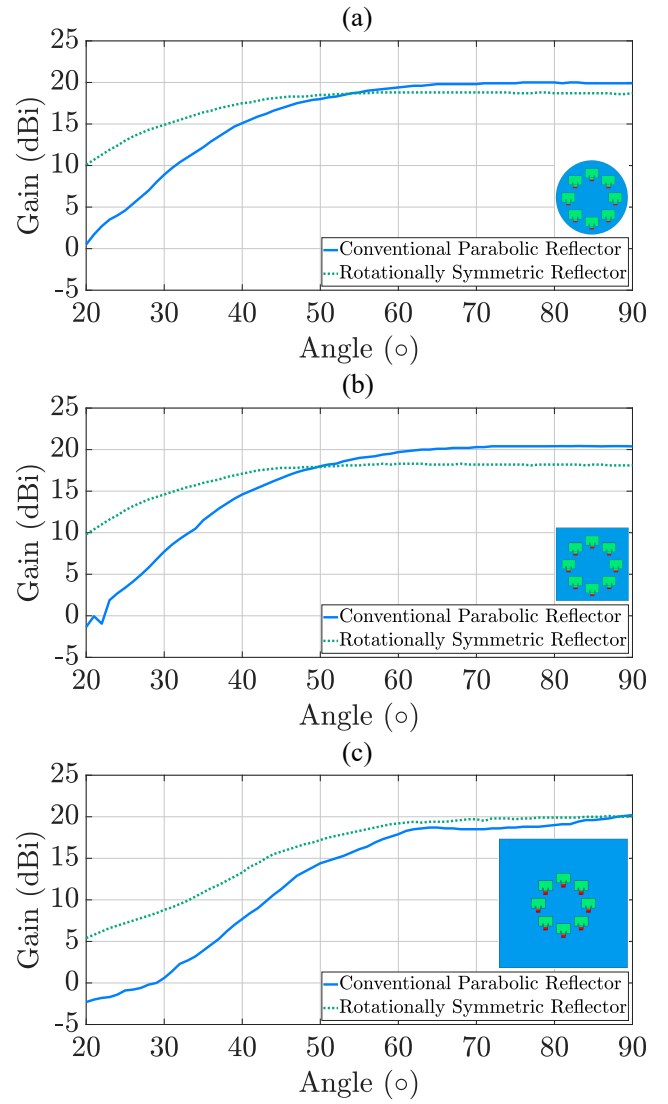 (a)
25
20
15
10
5
0
-5
Gain (dBi)
Conventional Parabolic Reflector
Rotationally Symmetric Reflector
20 30 40 50 60 70 80 90
Angle (○)
(b)
25
20
15
10
5
0
-5
Gain (dBi)
Conventional Parabolic Reflector
Rotationally Symmetric Reflector
20 30 40 50 60 70 80 90
Angle (○)
(c)
25
20
15
10
5
0
-5
Gain (dBi)
Conventional Parabolic Reflector
Rotationally Symmetric Reflector
20 30 40 50 60 70 80 90
Angle (○)